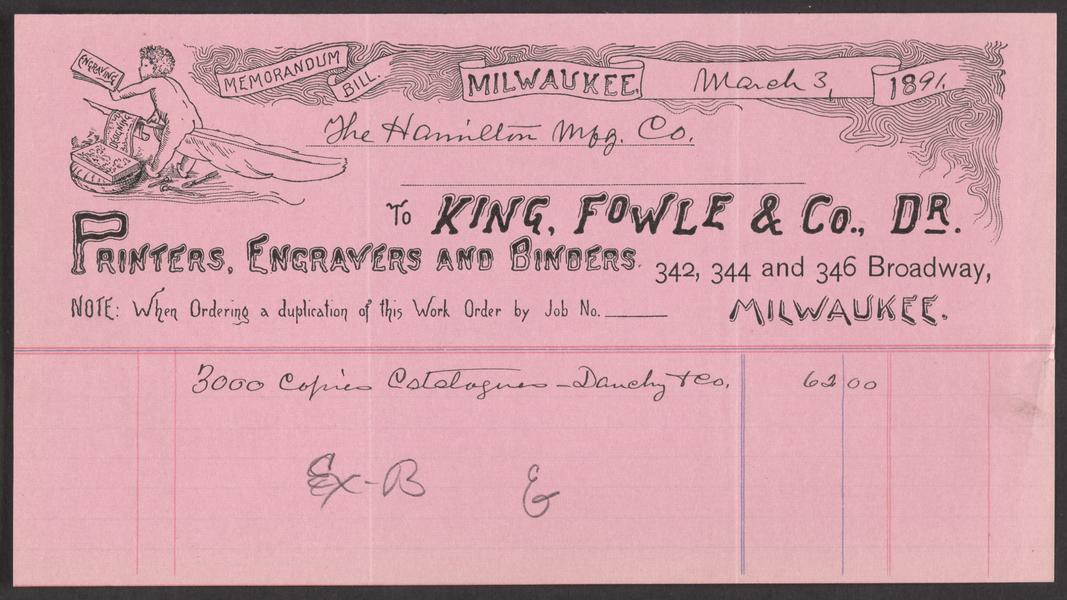 ENGRAVING
DESIGNING
MEMORANDUM
BILL.
MILWAUKEE, March 3, 1891.
The Hamilton Mfg. Co.
To KING, FOWLE & Co., DR.
PRINTERS, ENGRAVERS AND BINDERS.
342, 344 and 346 Broadway,
NOTE: When Ordering a duplication of this Work Order by Job No.
MILWAUKEE.
3000 Copies Catalogues - Dauchy & Co. 62 00
Ex-B &